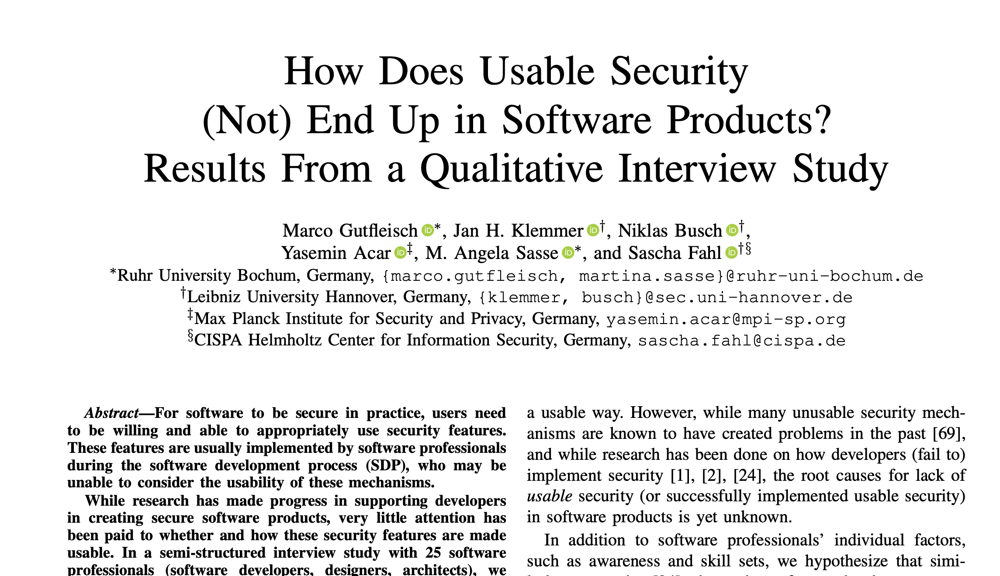 How Does Usable Security
(Not) End Up in Software Products?
Results From a Qualitative Interview Study
Marco Gutfleisch iD*, Jan H. Klemmer iD†, Niklas Busch iD†,
Yasemin Acar iD‡, M. Angela Sasse iD*, and Sascha Fahl iD†§
*Ruhr University Bochum, Germany, {marco.gutfleisch, martina.sasse}@ruhr-uni-bochum.de
†Leibniz University Hannover, Germany, {klemmer, busch}@sec.uni-hannover.de
‡Max Planck Institute for Security and Privacy, Germany, yasemin.acar@mpi-sp.org
§CISPA Helmholtz Center for Information Security, Germany, sascha.fahl@cispa.de
Abstract—For software to be secure in practice, users need
to be willing and able to appropriately use security features.
These features are usually implemented by software professionals
during the software development process (SDP), who may be
unable to consider the usability of these mechanisms.
While research has made progress in supporting developers
in creating secure software products, very little attention has
been paid to whether and how these security features are made
usable. In a semi-structured interview study with 25 software
professionals (software developers, designers, architects), we
a usable way. However, while many unusable security mech-
anisms are known to have created problems in the past [69],
and while research has been done on how developers (fail to)
implement security [1], [2], [24], the root causes for lack of
usable security (or successfully implemented usable security)
in software products is yet unknown.
In addition to software professionals' individual factors,
such as awareness and skill sets, we hypothesize that simi-